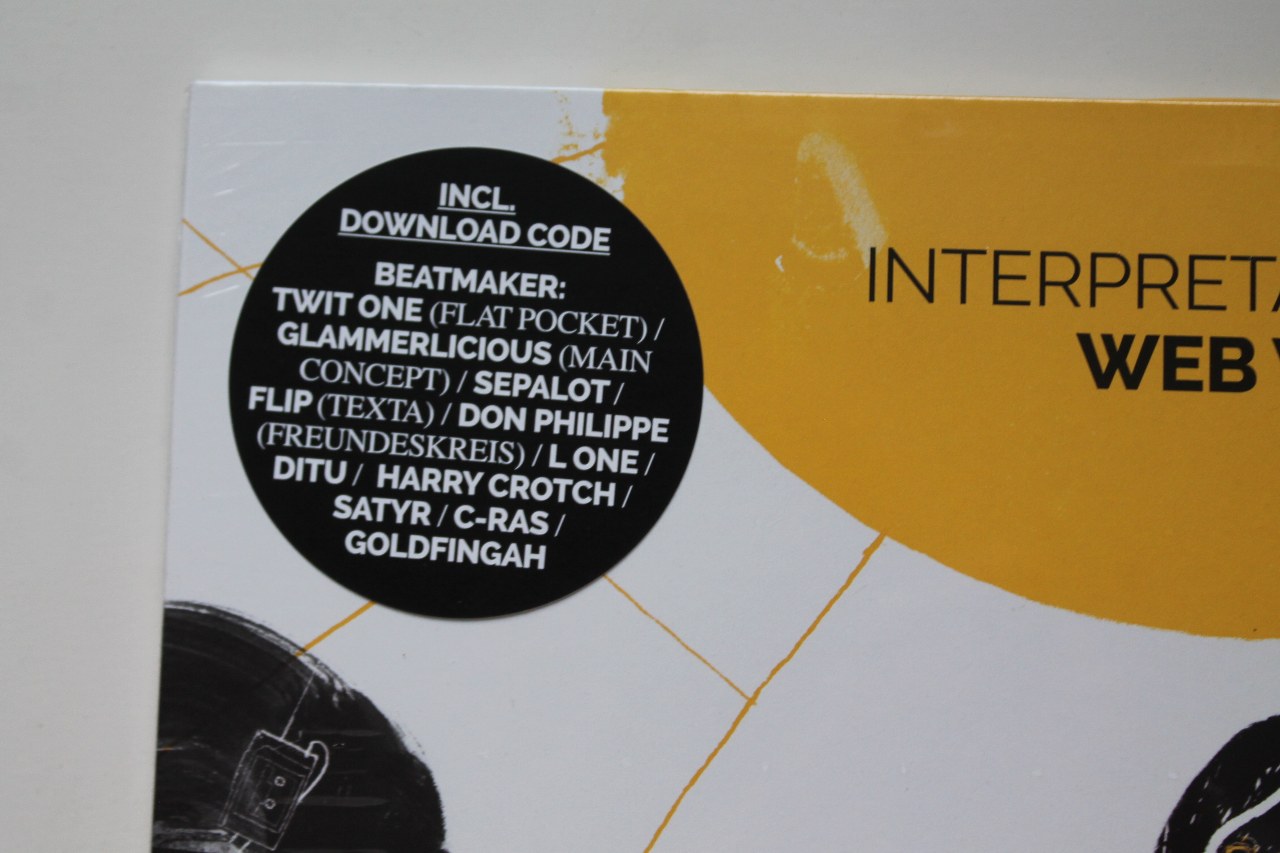 INCL.
DOWNLOAD CODE
BEATMAKER:
TWIT ONE (FLAT POCKET) /
GLAMMERLICIOUS (MAIN
CONCEPT) / SEPALOT /
FLIP (TEXTA) / DON PHILIPPE
(FREUNDESKREIS) / L ONE /
DITU / HARRY CROTCH /
SATYR / C-RAS /
GOLDFINGAH
WEB